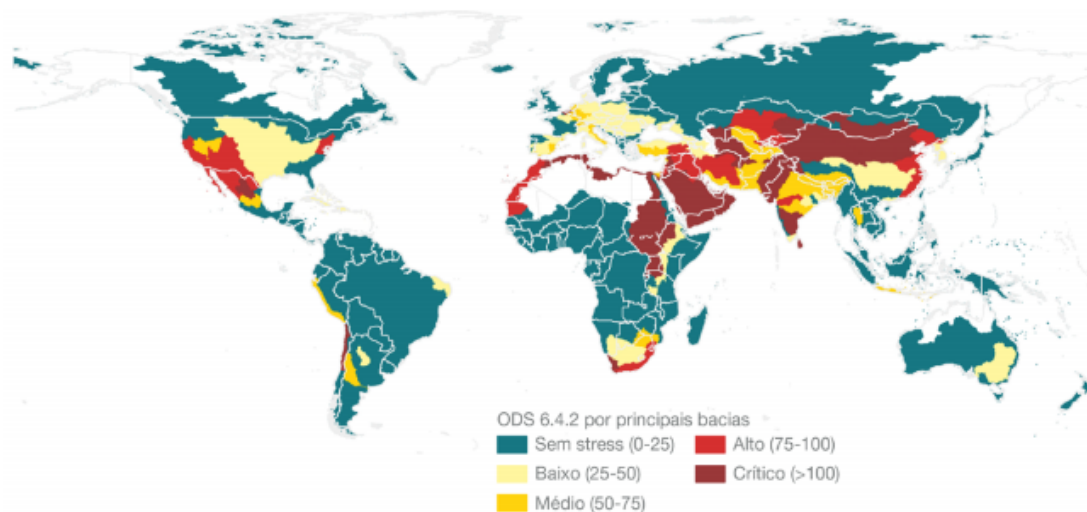 ODS 6.4.2 por principais bacias
Sem stress (0-25)
Alto (75-100)
Baixo (25-50)
Crítico (>100)
Médio (50-75)